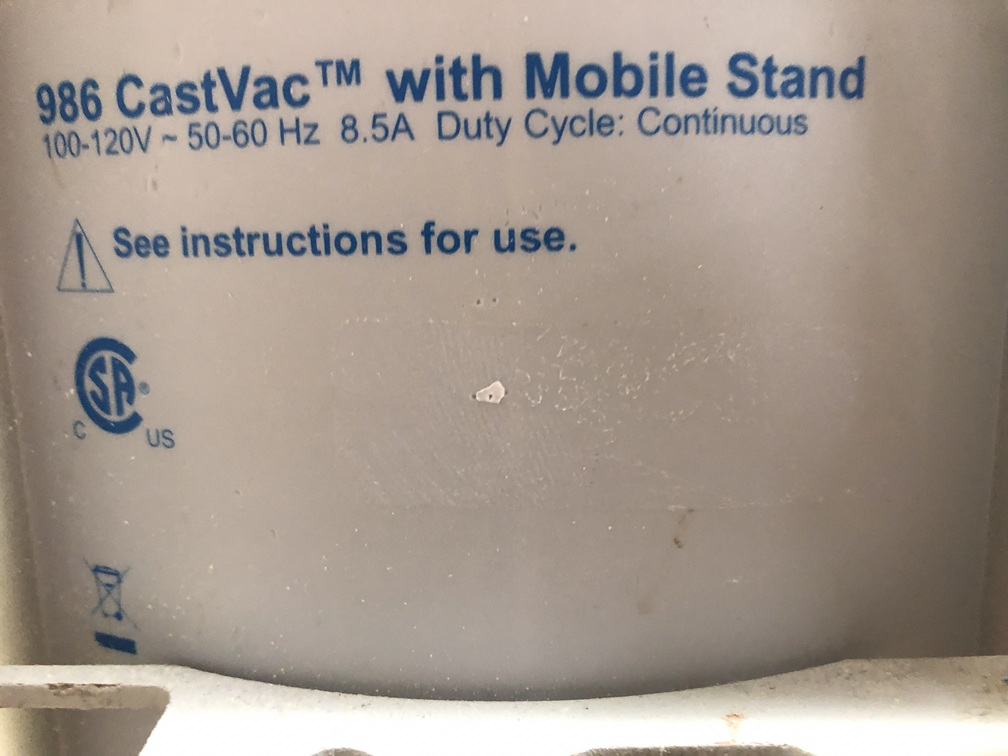 986 CastVac™ with Mobile Stand
100-120V ~ 50-60 Hz 8.5A Duty Cycle: Continuous
See instructions for use.
CSA®
C US